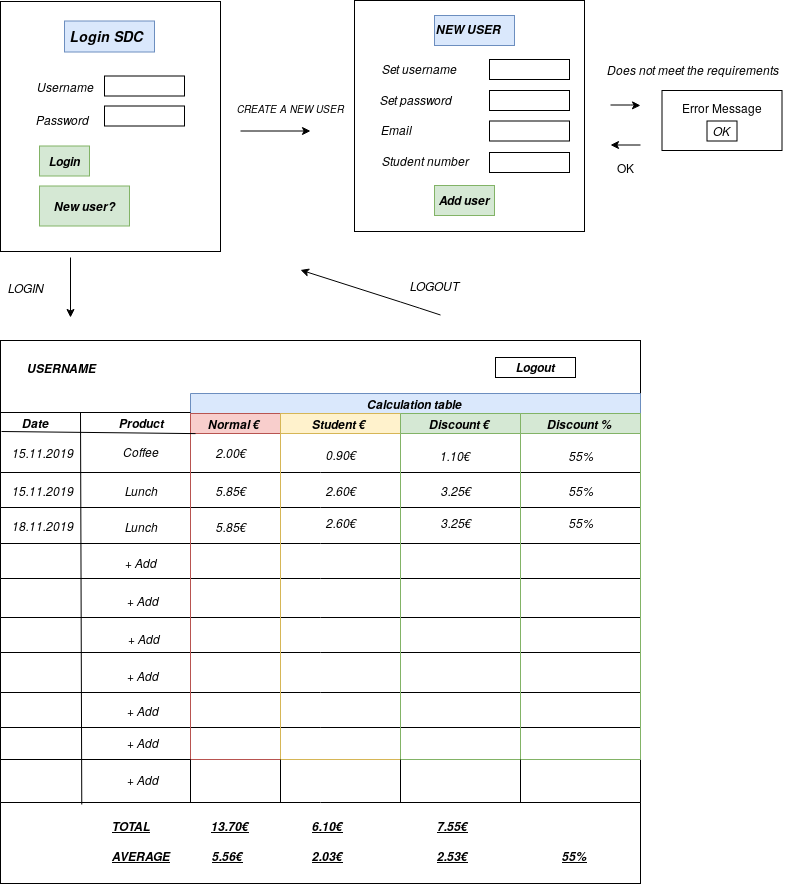 Login SDC
Username
Password
Login
New user?
CREATE A NEW USER
NEW USER
Set username
Set password
Email
Student number
Add user
Does not meet the requirements
Error Message
OK
OK
LOGIN
LOGOUT
USERNAME
Logout
Calculation table
Date Product Normal € Student € Discount € Discount %
15.11.2019 Coffee 2.00€ 0.90€ 1.10€ 55%
15.11.2019 Lunch 5.85€ 2.60€ 3.25€ 55%
18.11.2019 Lunch 5.85€ 2.60€ 3.25€ 55%
+ Add
+ Add
+ Add
+ Add
+ Add
+ Add
+ Add
TOTAL 13.70€ 6.10€ 7.55€
AVERAGE 5.56€ 2.03€ 2.53€ 55%